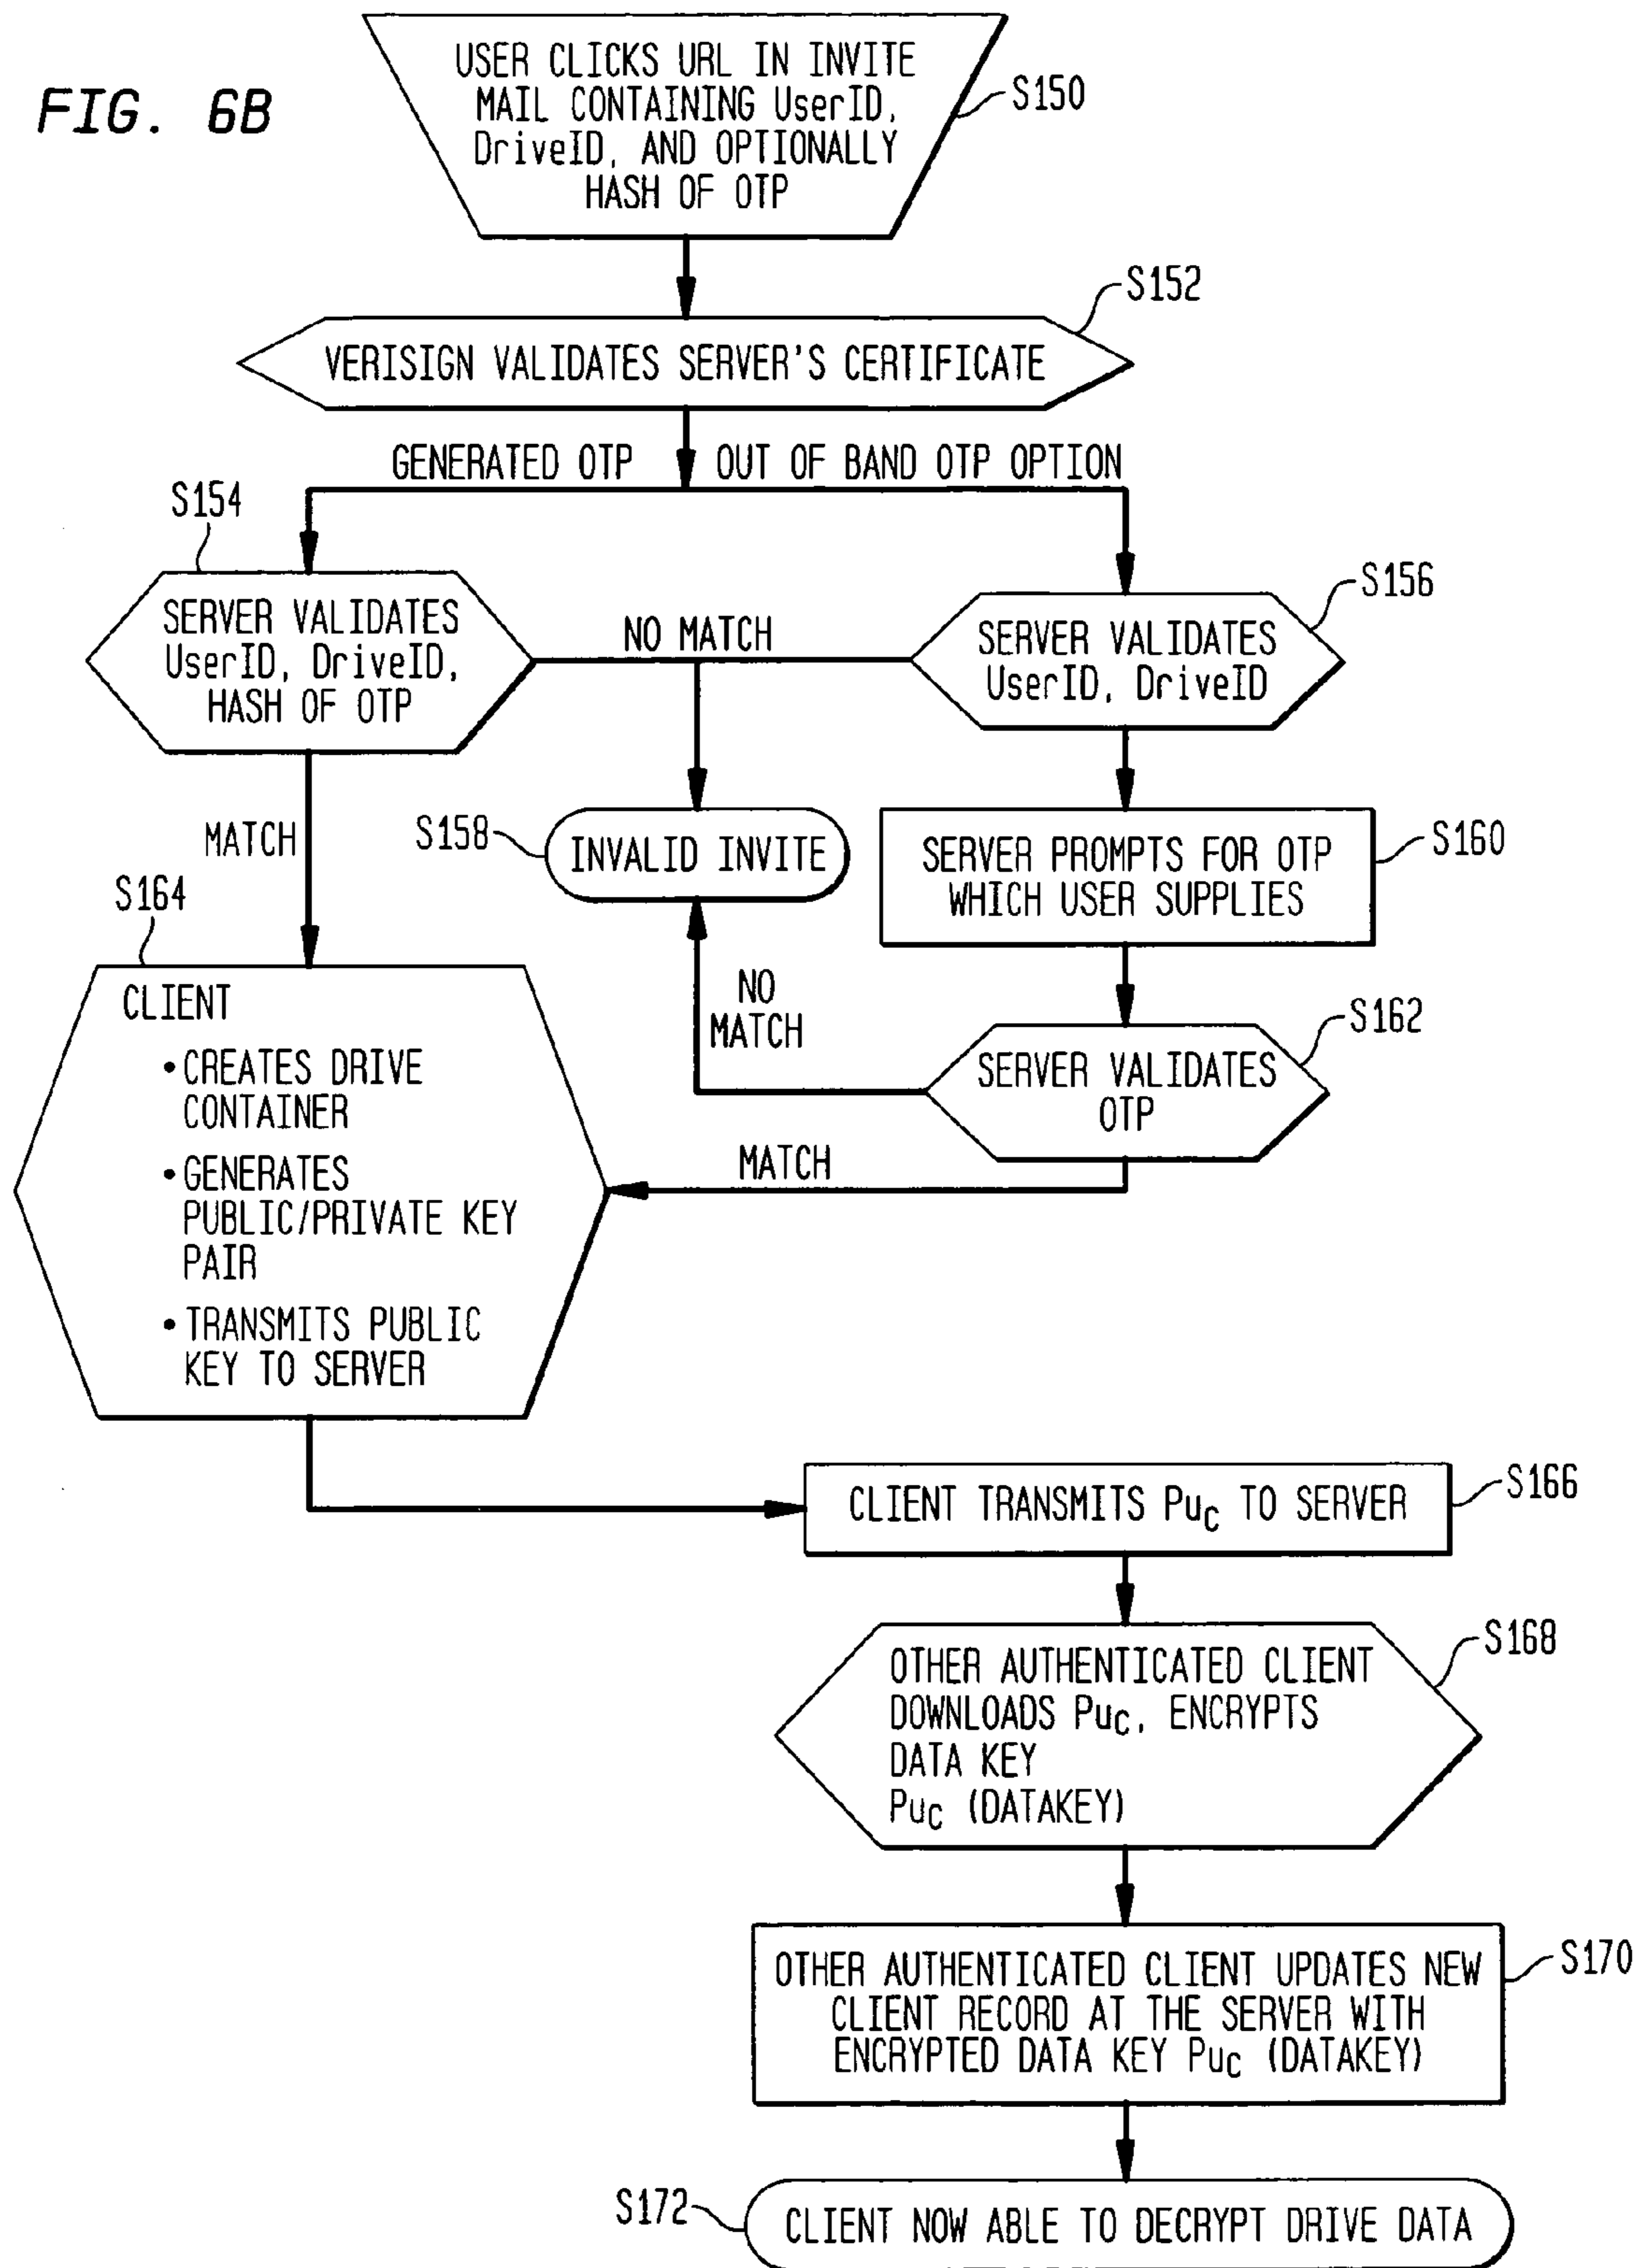 FIG. 6B
USER CLICKS URL IN INVITE
MAIL CONTAINING UserID,
DriveID, AND OPTIONALLY
HASH OF OTP
S150
S152
VERISIGN VALIDATES SERVER'S CERTIFICATE
GENERATED OTP
OUT OF BAND OTP OPTION
S154
SERVER VALIDATES
UserID, DriveID,
HASH OF OTP
NO MATCH
S156
SERVER VALIDATES
UserID, DriveID
MATCH
S158
INVALID INVITE
SERVER PROMPTS FOR OTP
WHICH USER SUPPLIES
S160
S164
NO
MATCH
S162
SERVER VALIDATES
OTP
MATCH
CLIENT
• CREATES DRIVE
CONTAINER
• GENERATES
PUBLIC/PRIVATE KEY
PAIR
• TRANSMITS PUBLIC
KEY TO SERVER
CLIENT TRANSMITS PuC TO SERVER
S166
S168
OTHER AUTHENTICATED CLIENT
DOWNLOADS PuC, ENCRYPTS
DATA KEY
PuC (DATAKEY)
OTHER AUTHENTICATED CLIENT UPDATES NEW
CLIENT RECORD AT THE SERVER WITH
ENCRYPTED DATA KEY PuC (DATAKEY)
S170
S172
CLIENT NOW ABLE TO DECRYPT DRIVE DATA